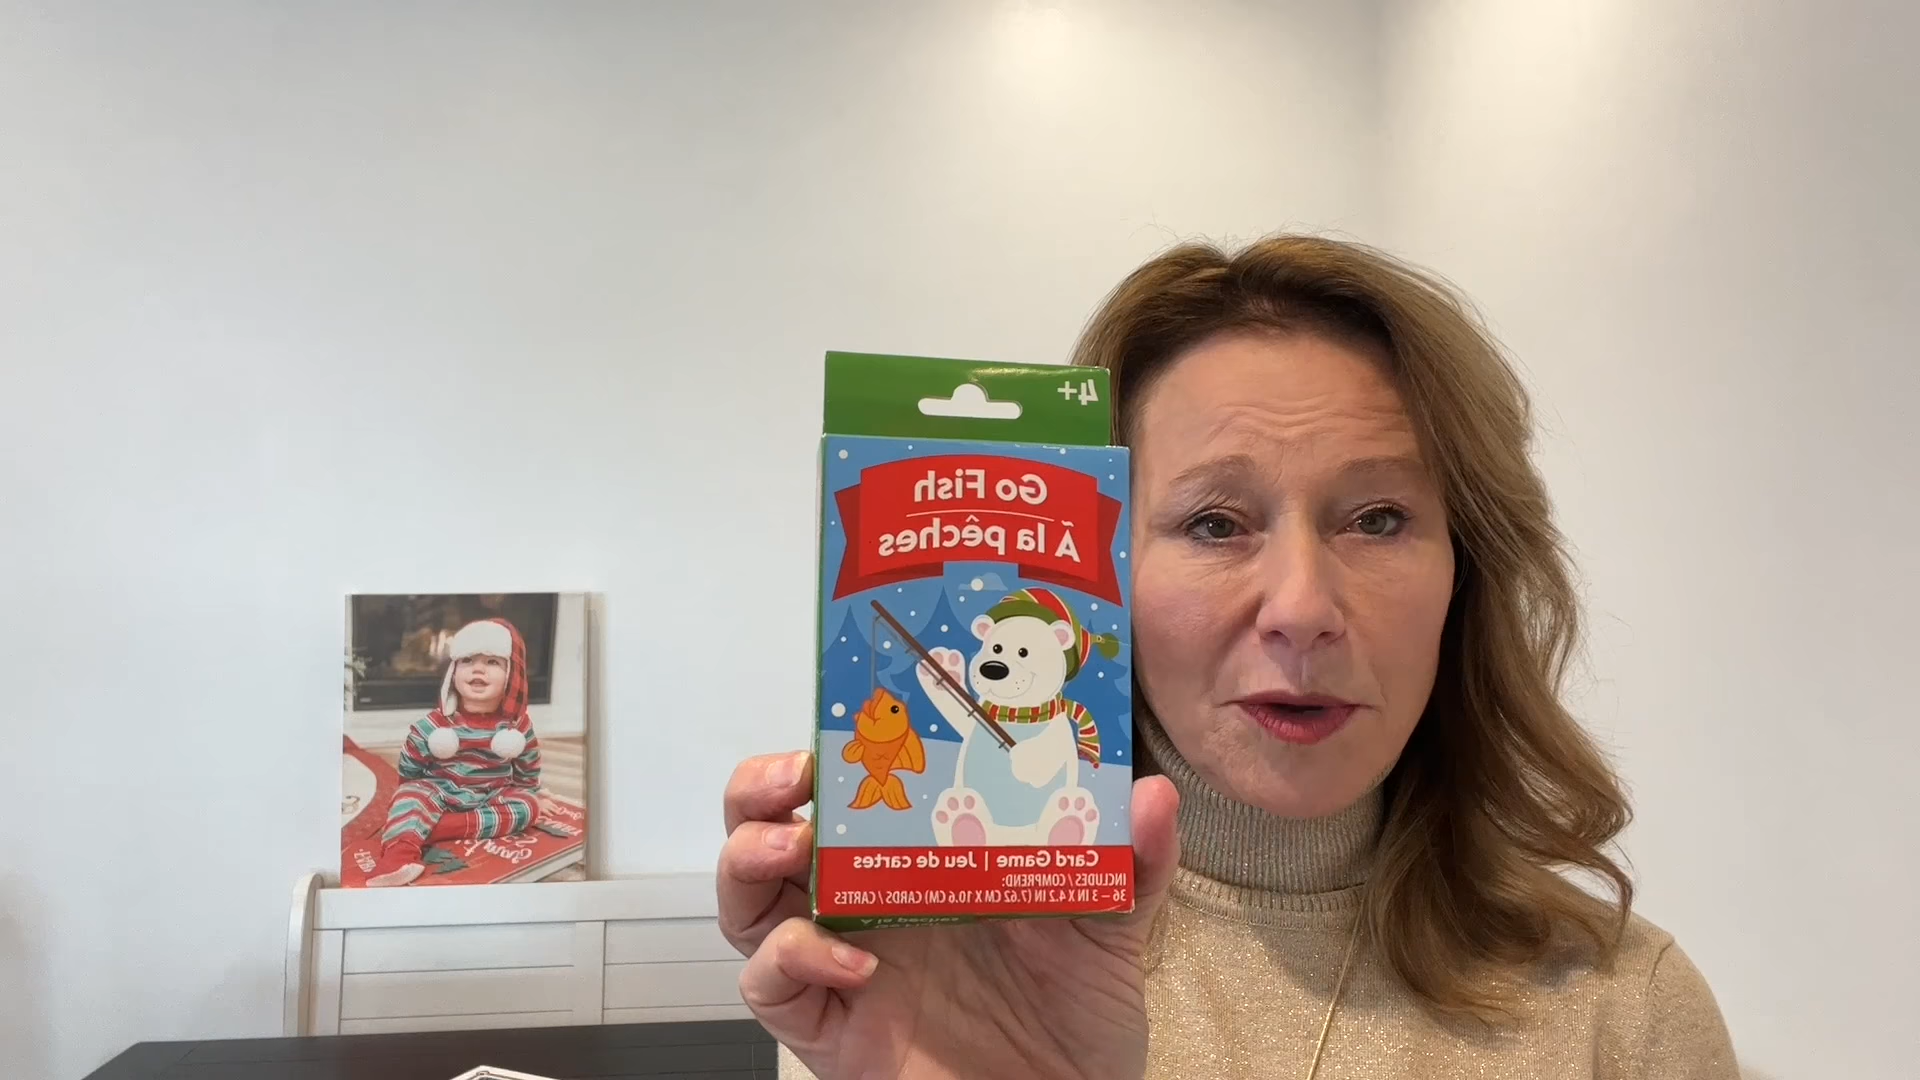 4+
Go Fish
À la pêches
Card Game | Jeu de cartes
INCLUDES / COMPREND:
36 – 3 IN X 4.2 IN (7.62 CM X 10.6 CM) CARDS / CARTES